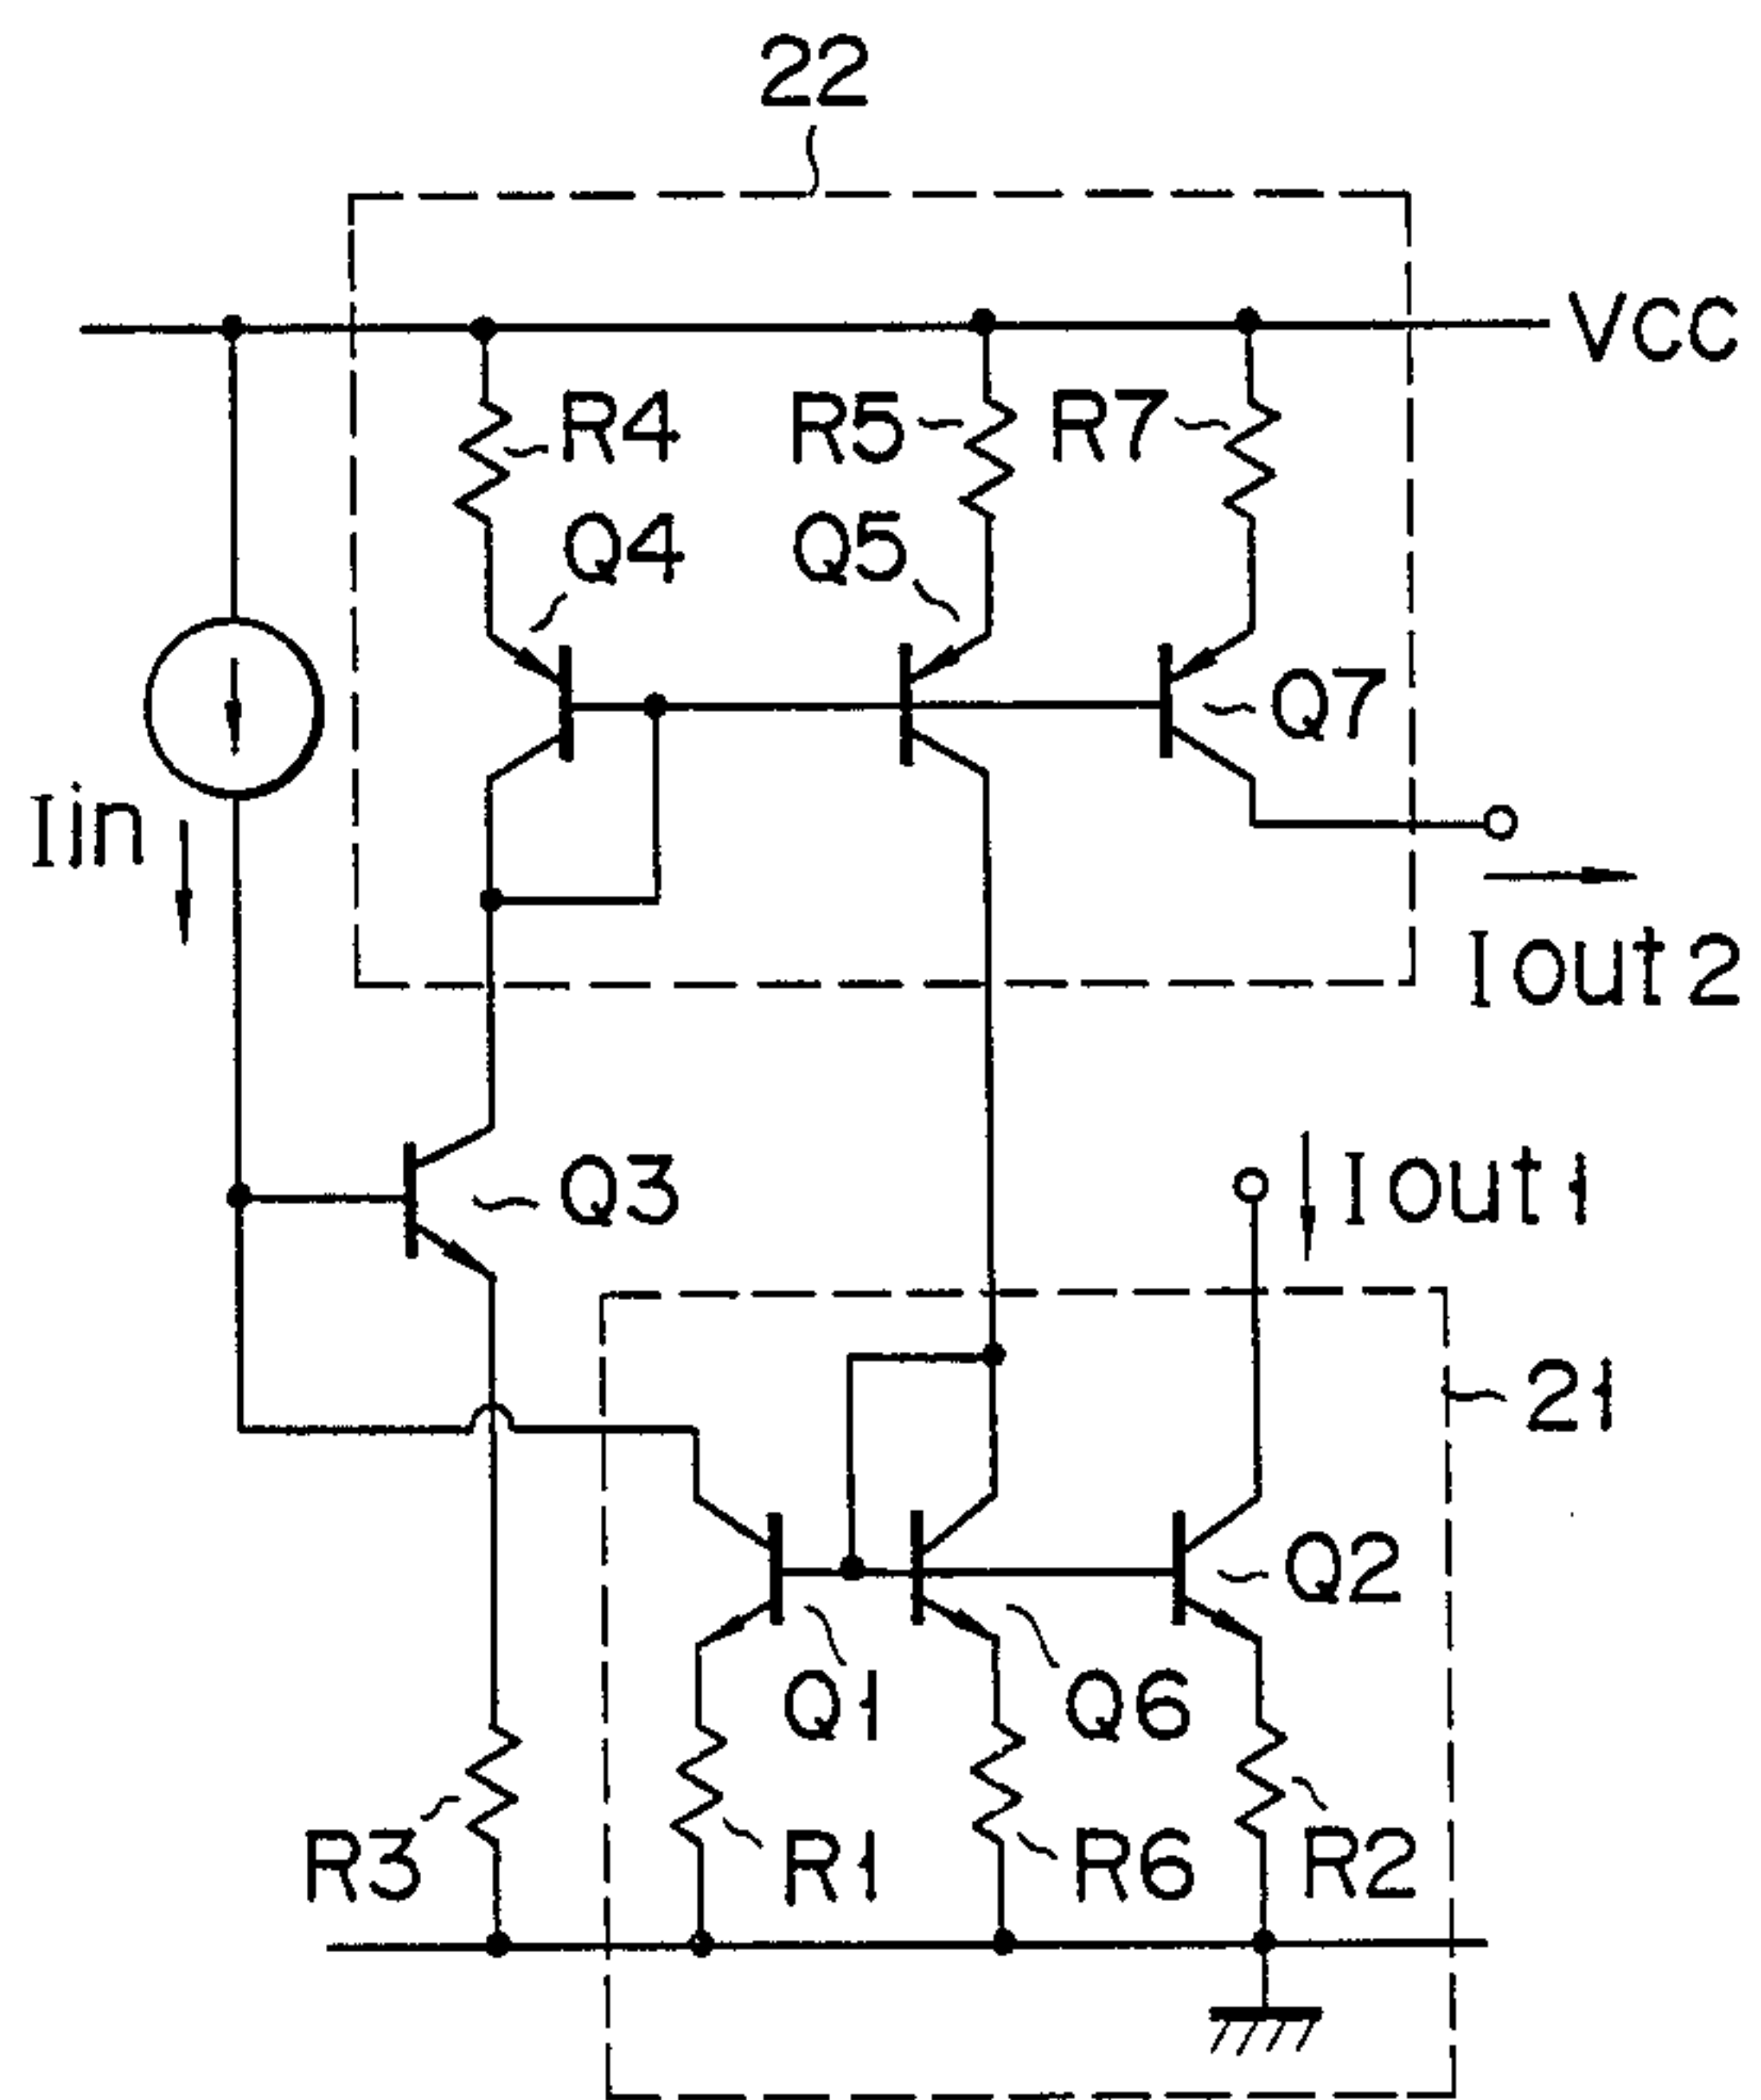 22
VCC
R4
R5
R7
Q4
Q5
Q7
Iin
Iout2
Q3
Iout1
21
Q2
Q1
Q6
R3
R1
R6
R2